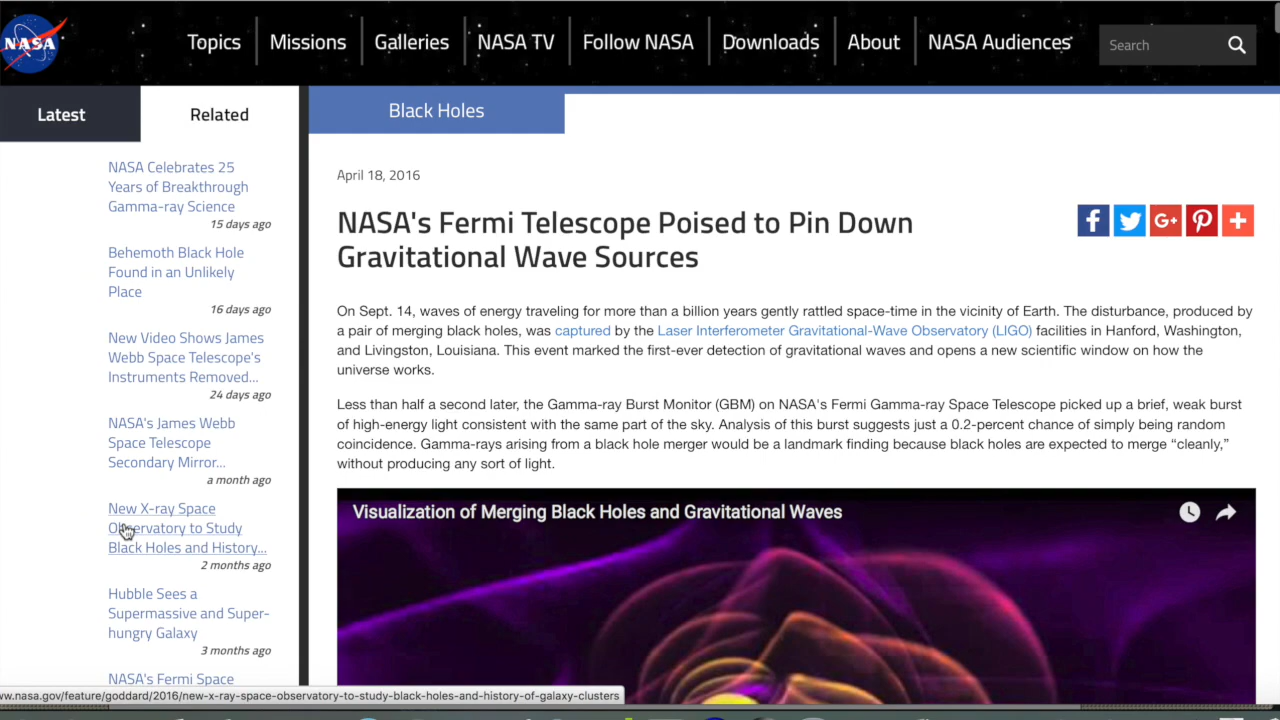 NASA
Topics
Missions
Galleries
NASA TV
Follow NASA
Downloads
About
NASA Audiences
Search
Latest
Related
NASA Celebrates 25
Years of Breakthrough
Gamma-ray Science
15 days ago
Behemoth Black Hole
Found in an Unlikely
Place
16 days ago
New Video Shows James
Webb Space Telescope's
Instruments Removed...
24 days ago
NASA's James Webb
Space Telescope
Secondary Mirror...
a month ago
New X-ray Space
Observatory to Study
Black Holes and History...
2 months ago
Hubble Sees a
Supermassive and Super-
hungry Galaxy
3 months ago
NASA's Fermi Space
Black Holes
April 18, 2016
NASA's Fermi Telescope Poised to Pin Down
Gravitational Wave Sources
f
G+
On Sept. 14, waves of energy traveling for more than a billion years gently rattled space-time in the vicinity of Earth. The disturbance, produced by
a pair of merging black holes, was captured by the Laser Interferometer Gravitational-Wave Observatory (LIGO) facilities in Hanford, Washington,
and Livingston, Louisiana. This event marked the first-ever detection of gravitational waves and opens a new scientific window on how the
universe works.
Less than half a second later, the Gamma-ray Burst Monitor (GBM) on NASA's Fermi Gamma-ray Space Telescope picked up a brief, weak burst
of high-energy light consistent with the same part of the sky. Analysis of this burst suggests just a 0.2-percent chance of simply being random
coincidence. Gamma-rays arising from a black hole merger would be a landmark finding because black holes are expected to merge “cleanly,”
without producing any sort of light.
Visualization of Merging Black Holes and Gravitational Waves
ww.nasa.gov/feature/goddard/2016/new-x-ray-space-observatory-to-study-black-holes-and-history-of-galaxy-clusters